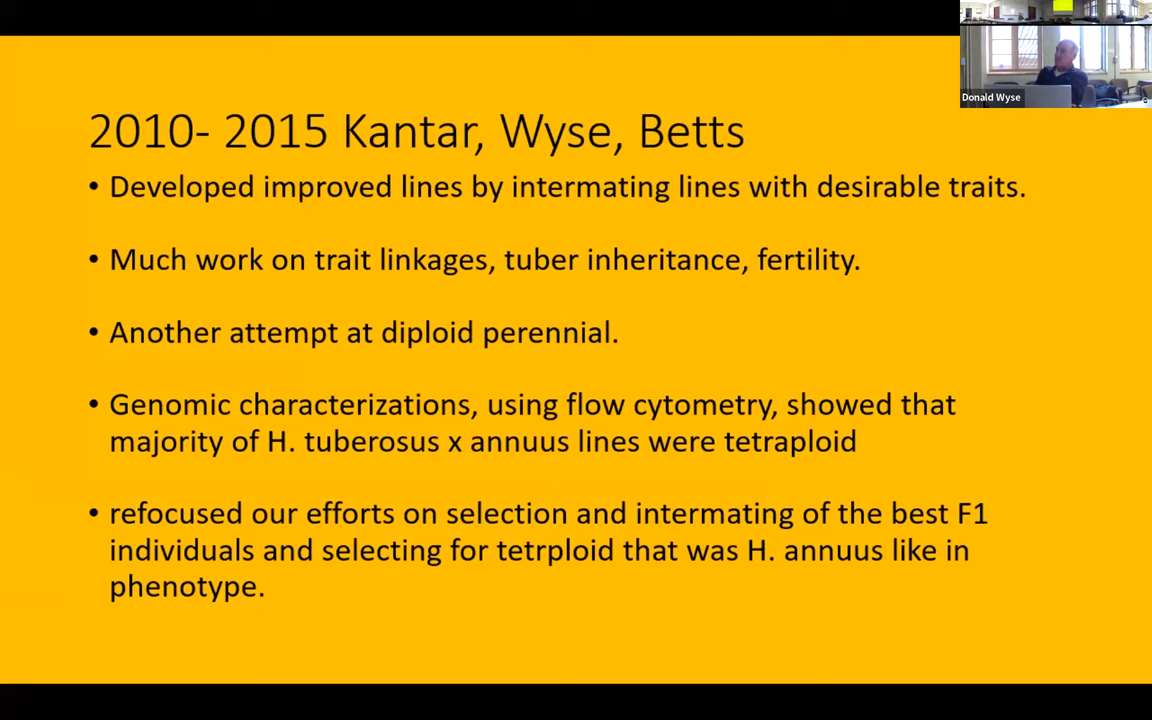 Donald Wyse
2010- 2015 Kantar, Wyse, Betts
• Developed improved lines by intermating lines with desirable traits.
• Much work on trait linkages, tuber inheritance, fertility.
• Another attempt at diploid perennial.
• Genomic characterizations, using flow cytometry, showed that
majority of H. tuberosus x annuus lines were tetraploid
• refocused our efforts on selection and intermating of the best F1
individuals and selecting for tetrploid that was H. annuus like in
phenotype.